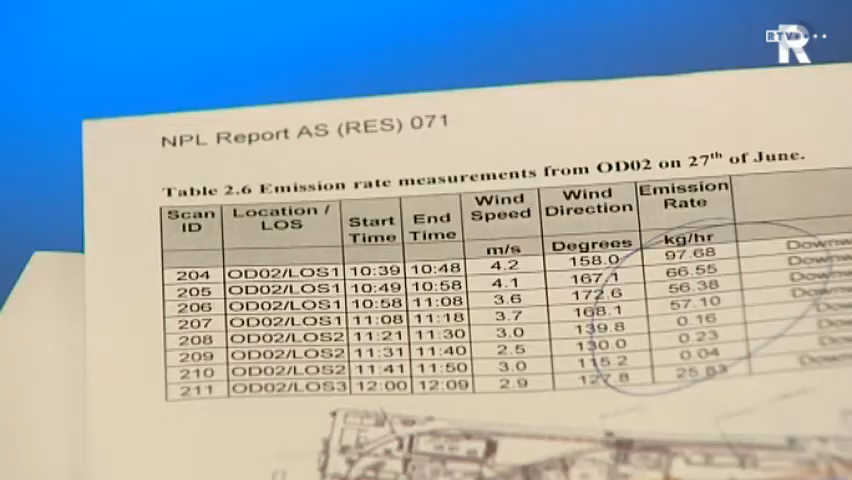 RTV R
NPL Report AS (RES) 071
Table 2.6 Emission rate measurements from OD02 on 27th of June.
Scan ID Location / LOS Start Time End Time Wind Speed Wind Direction Emission Rate
m/s Degrees kg/hr
204 OD02/LOS1 10:39 10:48 4.2 158.0 97.68
205 OD02/LOS1 10:49 10:58 4.1 167.1 66.55
206 OD02/LOS1 10:58 11:08 3.6 172.6 56.38
207 OD02/LOS1 11:08 11:18 3.7 168.1 57.10
208 OD02/LOS2 11:21 11:30 3.0 139.8 0.16
209 OD02/LOS2 11:31 11:40 2.5 130.0 0.23
210 OD02/LOS2 11:41 11:50 3.0 115.2 0.04
211 OD02/LOS3 12:00 12:09 2.9 127.8 25.83